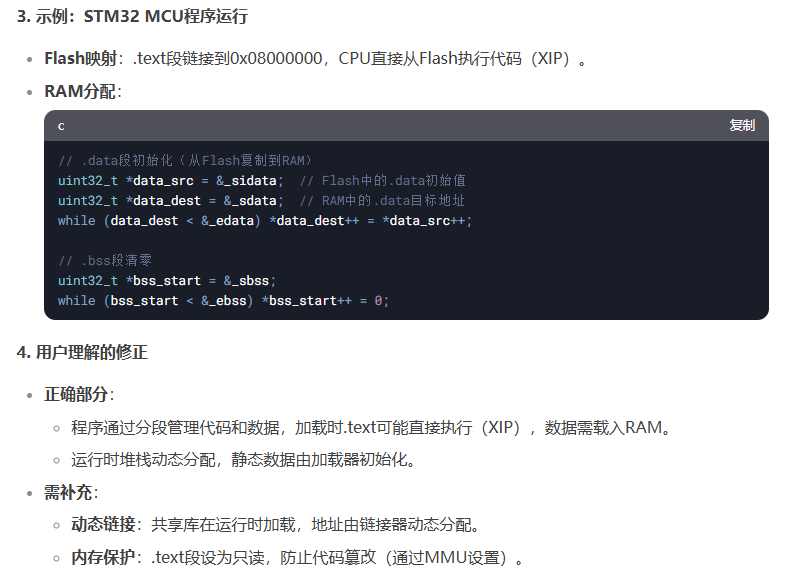 3. 示例：STM32 MCU程序运行
Flash映射：.text段链接到0x08000000，CPU直接从Flash执行代码（XIP）。
RAM分配：
c 复制
// .data段初始化（从Flash复制到RAM）
uint32_t *data_src = &_sidata;  // Flash中的.data初始值
uint32_t *data_dest = &_sdata;  // RAM中的.data目标地址
while (data_dest < &_edata) *data_dest++ = *data_src++;
// .bss段清零
uint32_t *bss_start = &_sbss;
while (bss_start < &_ebss) *bss_start++ = 0;
4. 用户理解的修正
正确部分：
程序通过分段管理代码和数据，加载时.text可能直接执行（XIP），数据需载入RAM。
运行时堆栈动态分配，静态数据由加载器初始化。
需补充：
动态链接：共享库在运行时加载，地址由链接器动态分配。
内存保护：.text段设为只读，防止代码篡改（通过MMU设置）。